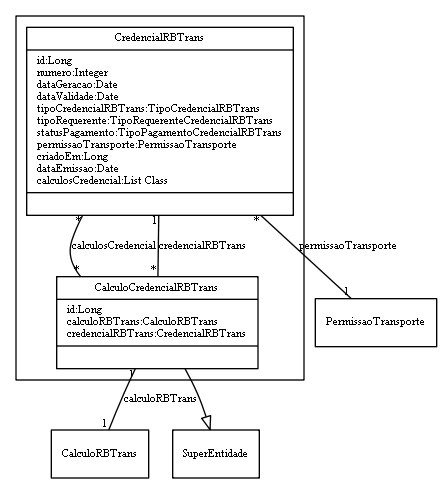 CredencialRBTrans
id:Long
numero:Integer
dataGeracao:Date
dataValidade:Date
tipoCredencialRBTrans:TipoCredencialRBTrans
tipoRequerente:TipoRequerenteCredencialRBTrans
statusPagamento:TipoPagamentoCredencialRBTrans
permissaoTransporte:PermissaoTransporte
criadoEm:Long
dataEmissao:Date
calculosCredencial:List Class
* 1 *
calculosCredencial credencialRBTrans permissaoTransporte
* * 1
CalculoCredencialRBTrans
id:Long
calculoRBTrans:CalculoRBTrans
credencialRBTrans:CredencialRBTrans
PermissaoTransporte
1
calculoRBTrans
1
CalculoRBTrans
SuperEntidade